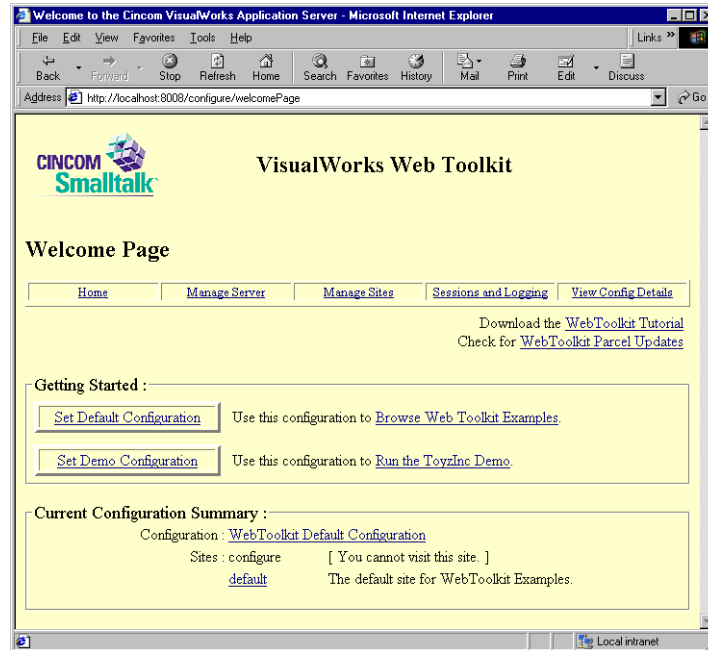 Welcome to the Cincom VisualWorks Application Server - Microsoft Internet Explorer
File Edit View Favorites Tools Help Links »
Back Forward Stop Refresh Home Search Favorites History Mail Print Edit Discuss
Address http://localhost:8008/configure/welcomePage Go
CINCOM
Smalltalk
VisualWorks Web Toolkit
Welcome Page
Home Manage Server Manage Sites Sessions and Logging View Config Details
Download the WebToolkit Tutorial
Check for WebToolkit Parcel Updates
Getting Started :
Set Default Configuration Use this configuration to Browse Web Toolkit Examples.
Set Demo Configuration Use this configuration to Run the ToyzInc Demo.
Current Configuration Summary :
Configuration : WebToolkit Default Configuration
Sites : configure [ You cannot visit this site. ]
default The default site for WebToolkit Examples.
Local intranet